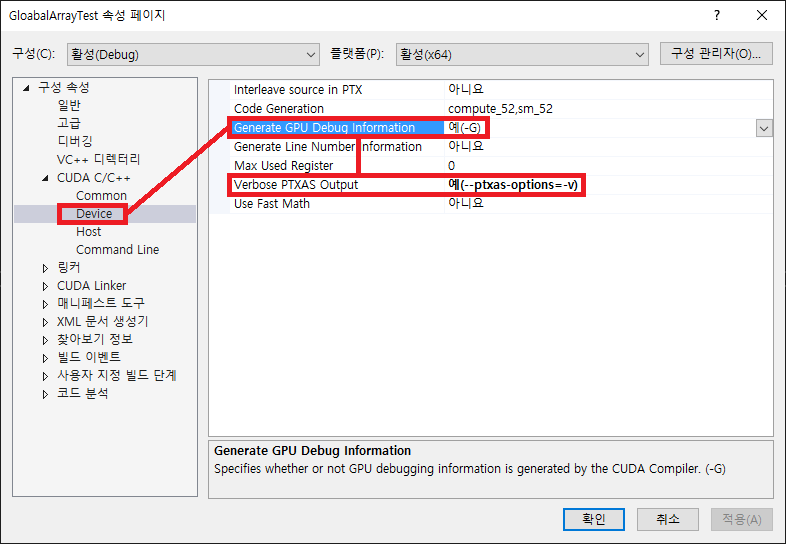 GloabalArrayTest 속성 페이지
구성(C): 활성(Debug) 플랫폼(P): 활성(x64) 구성 관리자(O)...
구성 속성
일반
고급
디버깅
VC++ 디렉터리
CUDA C/C++
Common
Device
Host
Command Line
링커
CUDA Linker
매니페스트 도구
XML 문서 생성기
찾아보기 정보
빌드 이벤트
사용자 지정 빌드 단계
코드 분석
Interleave source in PTX 아니요
Code Generation compute_52,sm_52
Generate GPU Debug Information 예(-G)
Generate Line Number Information 아니요
Max Used Register 0
Verbose PTXAS Output 예(--ptxas-options=-v)
Use Fast Math 아니요
Generate GPU Debug Information
Specifies whether or not GPU debugging information is generated by the CUDA Compiler. (-G)
확인 취소 적용(A)